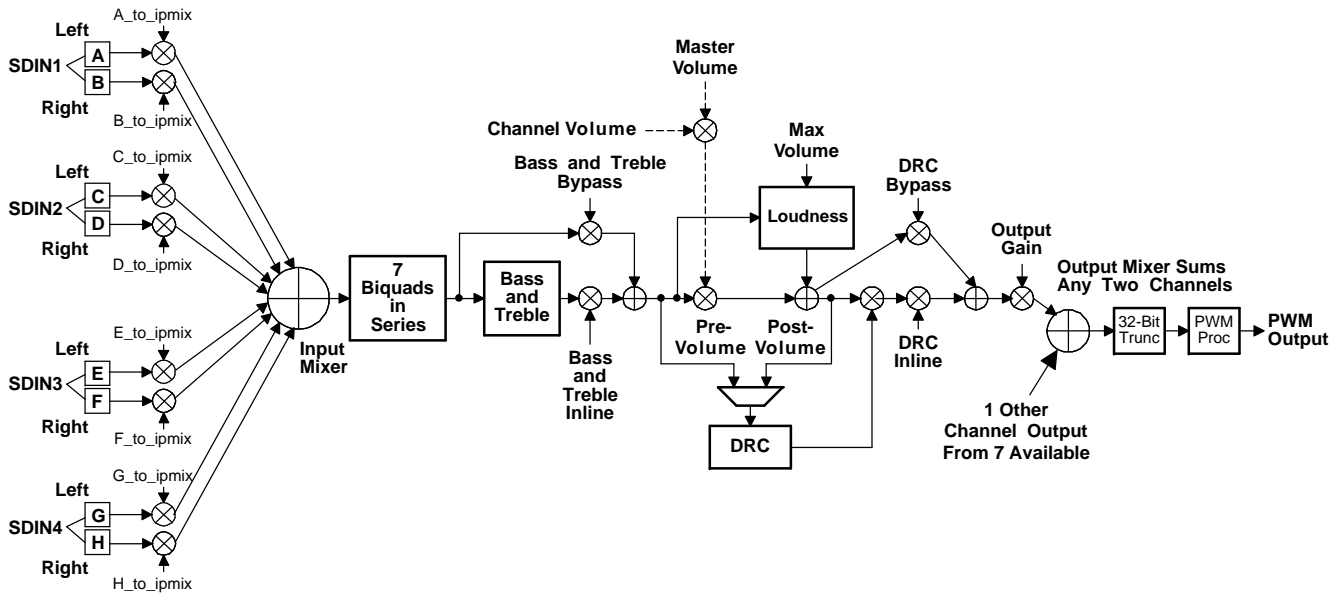 Left
A_to_ipmix
SDIN1
A
B
Right
B_to_ipmix
Left
C_to_ipmix
SDIN2
C
D
Right
D_to_ipmix
Left
E_to_ipmix
SDIN3
E
F
Right
F_to_ipmix
Left
G_to_ipmix
SDIN4
G
H
Right
H_to_ipmix
Input
Mixer
7
Biquads
in
Series
Bass and Treble
Bypass
Bass
and
Treble
Bass
and
Treble
Inline
Master
Volume
Channel Volume
Max
Volume
Loudness
Pre-
Volume
Post-
Volume
DRC
DRC
Bypass
DRC
Inline
Output
Gain
Output Mixer Sums
Any Two Channels
1 Other
Channel Output
From 7 Available
32-Bit
Trunc
PWM
Proc
PWM
Output